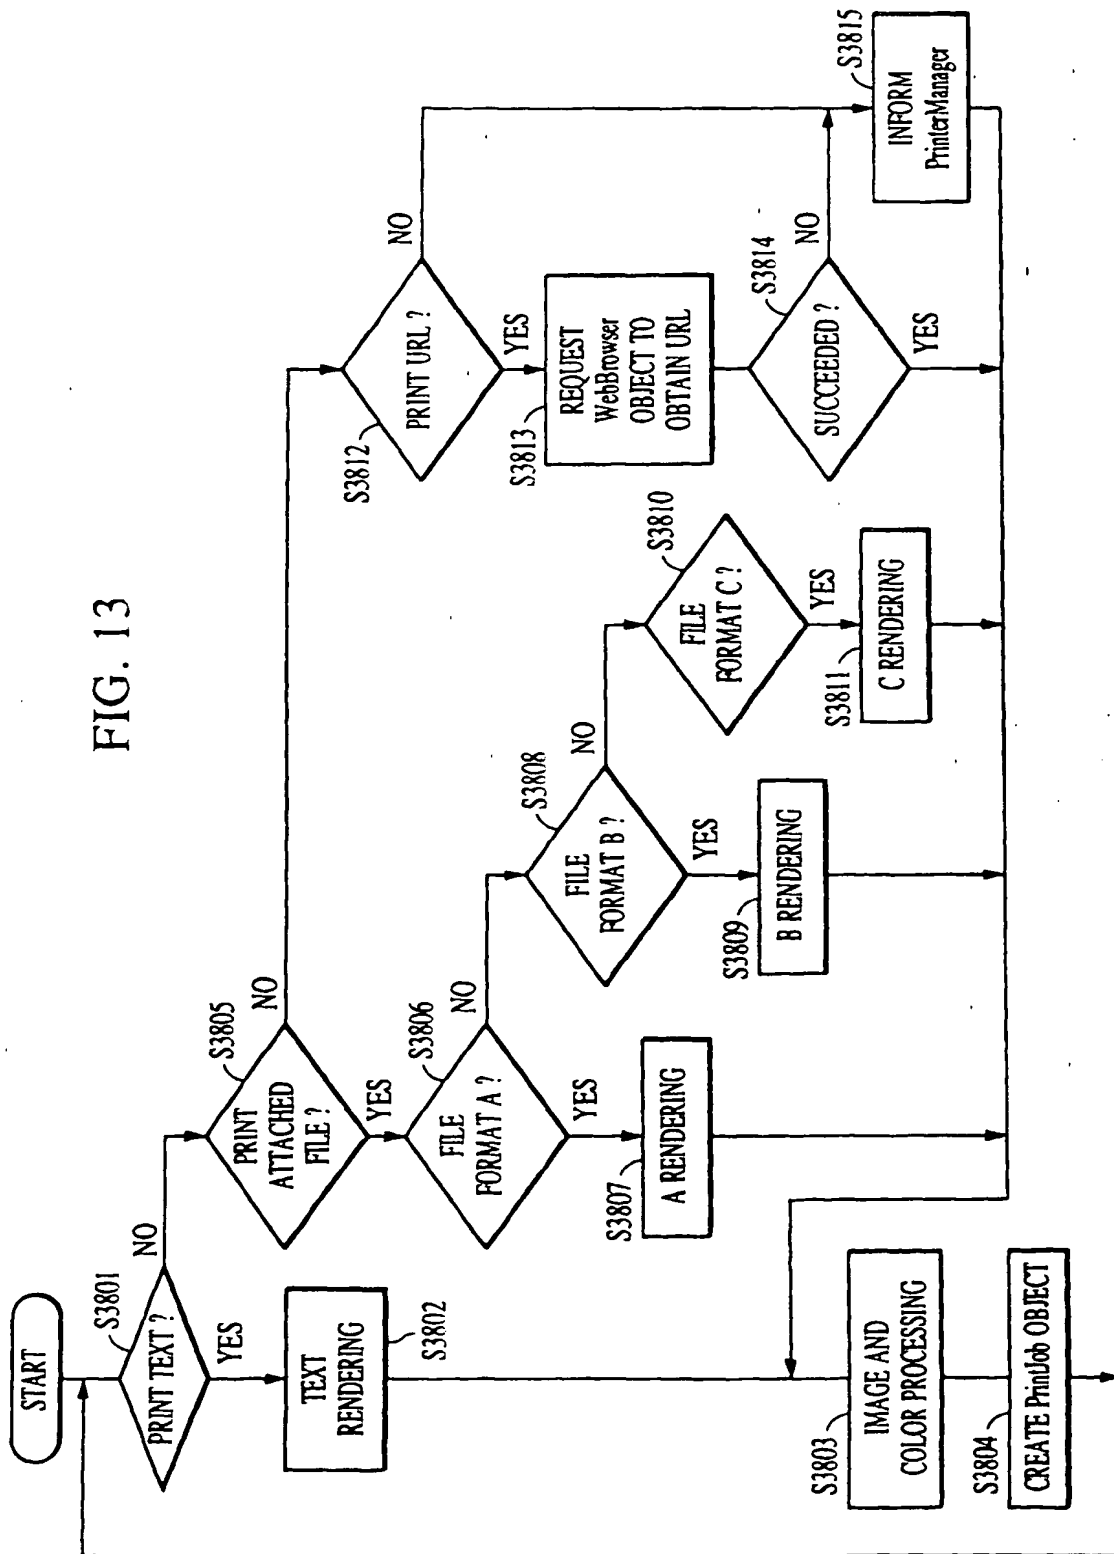 FIG. 13
START
S3801
PRINT TEXT ?
NO
YES
TEXT
RENDERING
S3802
S3803
IMAGE AND
COLOR PROCESSING
S3804
CREATE PrintJob OBJECT
S3805
PRINT
ATTACHED
FILE ?
NO
YES
S3806
FILE
FORMAT A ?
NO
YES
S3807
A RENDERING
S3808
FILE
FORMAT B ?
NO
YES
S3809
B RENDERING
S3810
FILE
FORMAT C ?
YES
S3811
C RENDERING
S3812
PRINT URL ?
NO
YES
S3813
REQUEST
WebBrowser
OBJECT TO
OBTAIN URL
S3814
SUCCEEDED ?
NO
YES
S3815
INFORM
PrinterManager